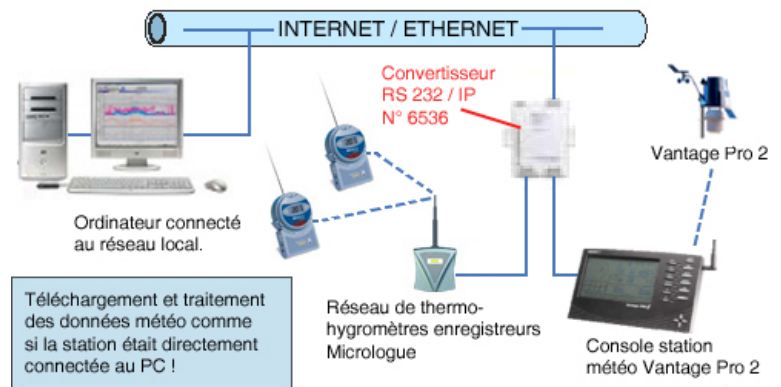 INTERNET / ETHERNET
Convertisseur
RS 232 / IP
N° 6536
Vantage Pro 2
Ordinateur connecté
au réseau local.
Téléchargement et traitement
des données météo comme
si la station était directement
connectée au PC !
Réseau de thermo-
hygromètres enregistreurs
Micrologue
Console station
météo Vantage Pro 2